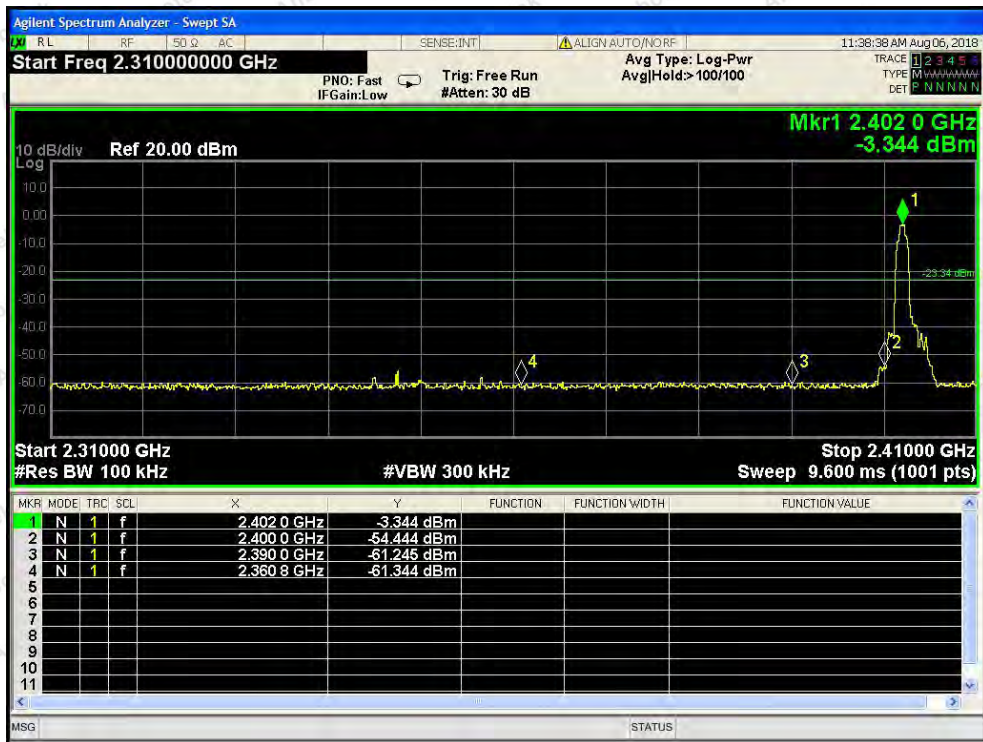 Agilent Spectrum Analyzer - Swept SA
LXI RL RF 50 Ω AC SENSE:INT ALIGN AUTO/NO RF 11:38:38 AM Aug 06, 2018
Start Freq 2.310000000 GHz
PNO: Fast
IFGain:Low
Trig: Free Run
#Atten: 30 dB
Avg Type: Log-Pwr
Avg|Hold:>100/100
TRACE 1 2 3 4 5 6
TYPE M
DET P N N N N N
Mkr1 2.402 0 GHz
-3.344 dBm
10 dB/div Ref 20.00 dBm
Log
10.0
0.00
-10.0
-20.0
-30.0
-40.0
-50.0
-60.0
-70.0
1
-23.34 dBm
2
3
4
Start 2.31000 GHz Stop 2.41000 GHz
#Res BW 100 kHz #VBW 300 kHz Sweep 9.600 ms (1001 pts)
MKR MODE TRC SCL X Y FUNCTION FUNCTION WIDTH FUNCTION VALUE
1 N 1 f 2.402 0 GHz -3.344 dBm
2 N 1 f 2.400 0 GHz -54.444 dBm
3 N 1 f 2.390 0 GHz -61.245 dBm
4 N 1 f 2.360 8 GHz -61.344 dBm
5
6
7
8
9
10
11
MSG STATUS